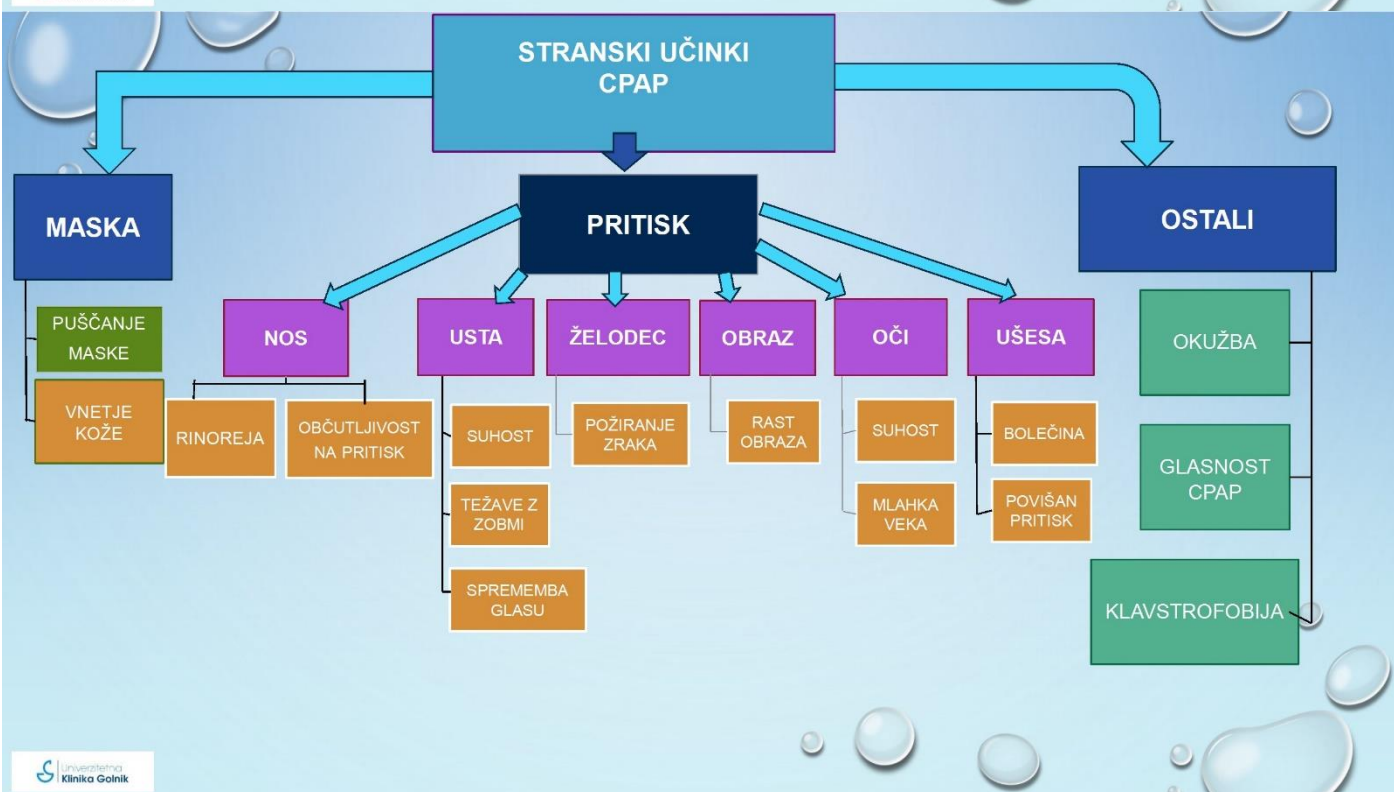 STRANSKI UČINKI
CPAP
MASKA
PRITISK
OSTALI
PUŠČANJE
MASKE
VNETJE
KOŽE
NOS
USTA
ŽELODEC
OBRAZ
OČI
UŠESA
RINOREJA
OBČUTLJIVOST
NA PRITISK
SUHOST
TEŽAVE Z
ZOBMI
SPREMEMBA
GLASU
POŽIRANJE
ZRAKA
RAST
OBRAZA
SUHOST
MLAHKA
VEKA
BOLEČINA
POVIŠAN
PRITISK
OKUŽBA
GLASNOST
CPAP
KLAVSTROFOBIJA
Univerzitetna
Klinika Golnik